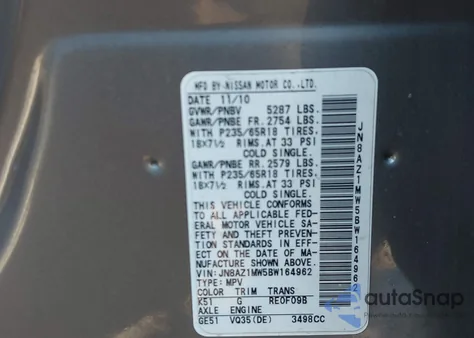 MFD BY NISSAN MOTOR CO., LTD.
DATE 11/10
GVWR/PNBV 5287 LBS.
GAWR/PNBE FR. 2754 LBS.
WITH P235/65R18 TIRES.
18X7½ RIMS. AT 33 PSI
COLD SINGLE.
GAWR/PNBE RR. 2579 LBS.
WITH P235/65R18 TIRES.
18X7½ RIMS. AT 33 PSI
COLD SINGLE.
THIS VEHICLE CONFORMS
TO ALL APPLICABLE FED-
ERAL MOTOR VEHICLE SA-
FETY AND THEFT PREVEN-
TION STANDARDS IN EFF-
ECT ON THE DATE OF MA-
NUFACTURE SHOWN ABOVE.
VIN: JN8AZ1MW5BW164962
TYPE: MPV
COLOR TRIM TRANS
K51 G RE0F09B
AXLE ENGINE
GE51 VQ35(DE) 3498CC
JN8AZ1MW5BW164962
autoSnap